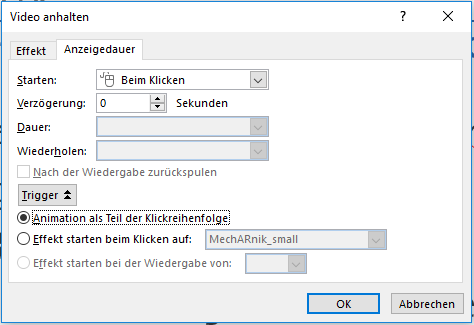 Video anhalten
Effekt
Anzeigedauer
Starten: Beim Klicken
Verzögerung: 0 Sekunden
Dauer:
Wiederholen:
Nach der Wiedergabe zurückspulen
Trigger
Animation als Teil der Klickreihenfolge
Effekt starten beim Klicken auf: MechARnik_small
Effekt starten bei der Wiedergabe von:
OK
Abbrechen